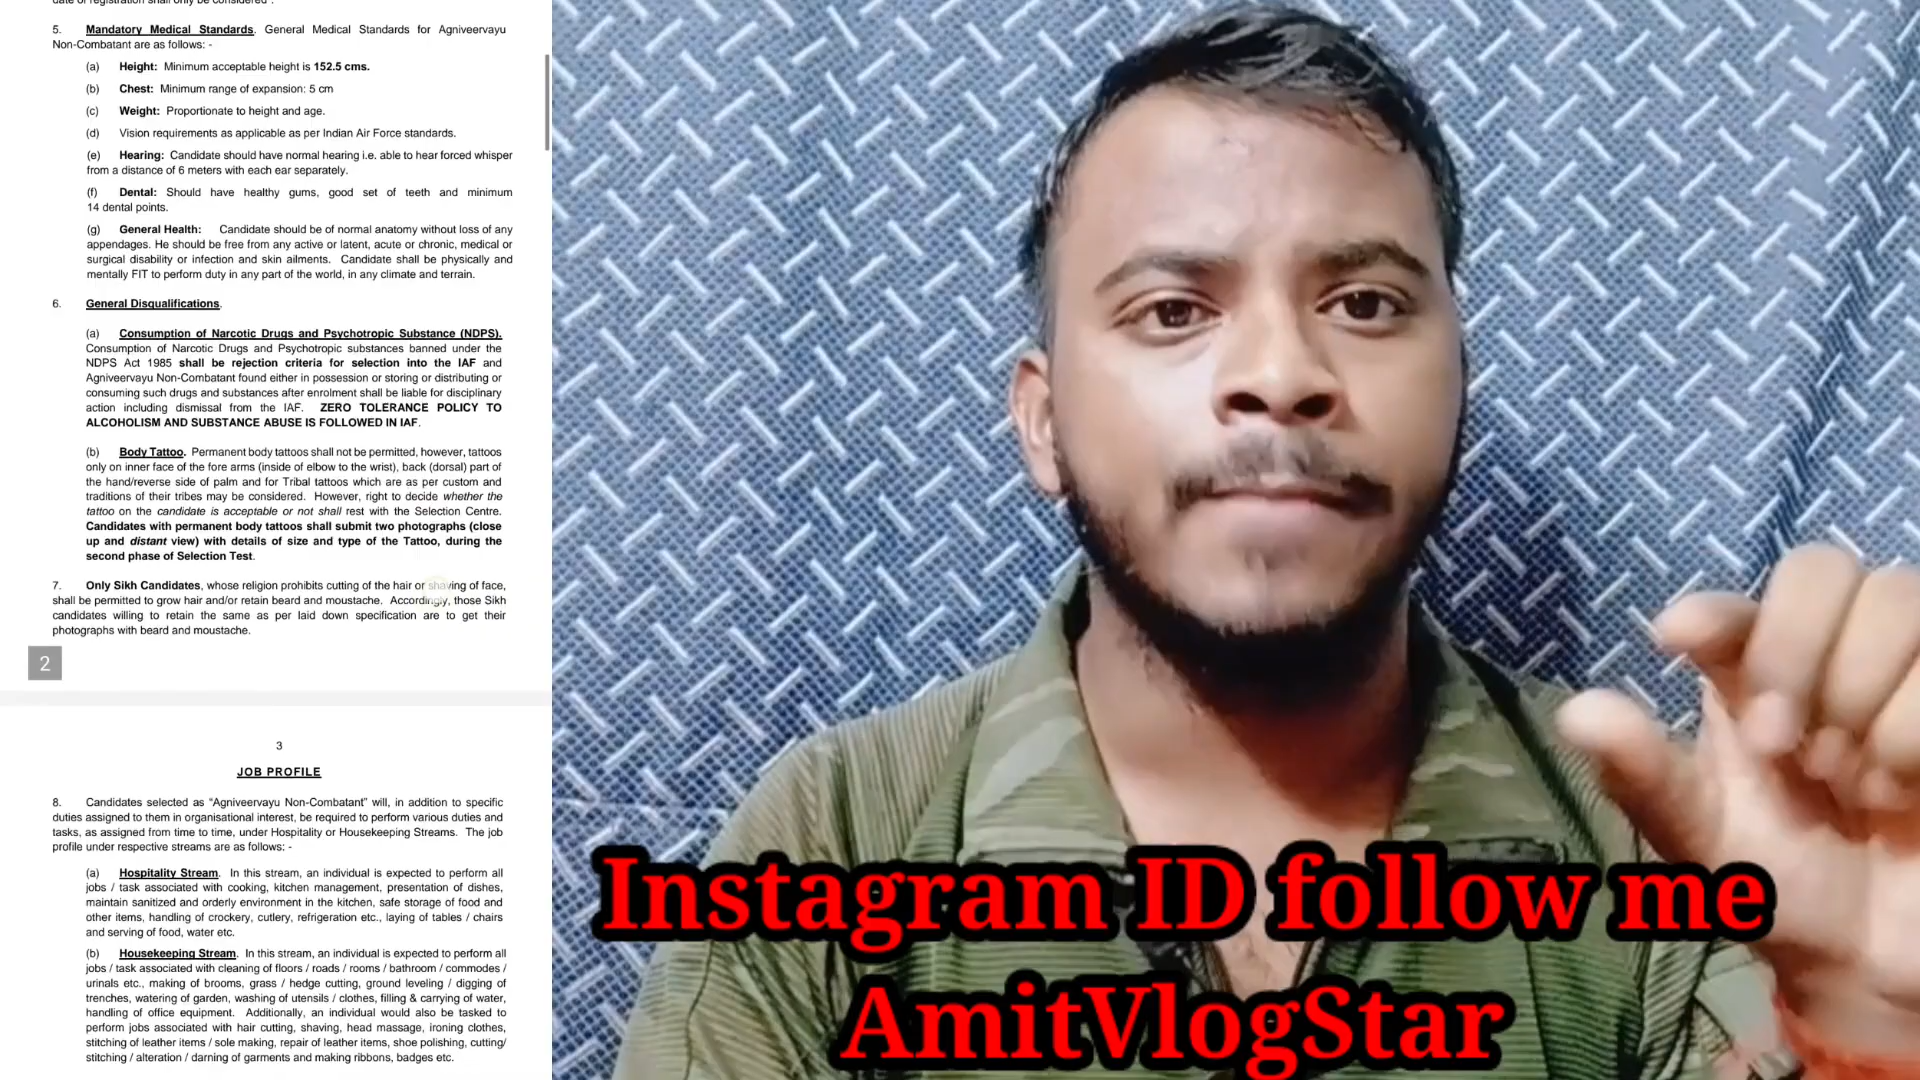 date of registration shall only be considered".
5. Mandatory Medical Standards. General Medical Standards for Agniveervayu
Non-Combatant are as follows: -
(a) Height: Minimum acceptable height is 152.5 cms.
(b) Chest: Minimum range of expansion: 5 cm
(c) Weight: Proportionate to height and age.
(d) Vision requirements as applicable as per Indian Air Force standards.
(e) Hearing: Candidate should have normal hearing i.e. able to hear forced whisper
from a distance of 6 meters with each ear separately.
(f) Dental: Should have healthy gums, good set of teeth and minimum
14 dental points.
(g) General Health: Candidate should be of normal anatomy without loss of any
appendages. He should be free from any active or latent, acute or chronic, medical or
surgical disability or infection and skin ailments. Candidate shall be physically and
mentally FIT to perform duty in any part of the world, in any climate and terrain.
6. General Disqualifications.
(a) Consumption of Narcotic Drugs and Psychotropic Substance (NDPS).
Consumption of Narcotic Drugs and Psychotropic substances banned under the
NDPS Act 1985 shall be rejection criteria for selection into the IAF and
Agniveervayu Non-Combatant found either in possession or storing or distributing or
consuming such drugs and substances after enrolment shall be liable for disciplinary
action including dismissal from the IAF. ZERO TOLERANCE POLICY TO
ALCOHOLISM AND SUBSTANCE ABUSE IS FOLLOWED IN IAF.
(b) Body Tattoo. Permanent body tattoos shall not be permitted, however, tattoos
only on inner face of the fore arms (inside of elbow to the wrist), back (dorsal) part of
the hand/reverse side of palm and for Tribal tattoos which are as per custom and
traditions of their tribes may be considered. However, right to decide whether the
tattoo on the candidate is acceptable or not shall rest with the Selection Centre.
Candidates with permanent body tattoos shall submit two photographs (close
up and distant view) with details of size and type of the Tattoo, during the
second phase of Selection Test.
7. Only Sikh Candidates, whose religion prohibits cutting of the hair or shaving of face,
shall be permitted to grow hair and/or retain beard and moustache. Accordingly, those Sikh
candidates willing to retain the same as per laid down specification are to get their
photographs with beard and moustache.
2
3
JOB PROFILE
8. Candidates selected as “Agniveervayu Non-Combatant” will, in addition to specific
duties assigned to them in organisational interest, be required to perform various duties and
tasks, as assigned from time to time, under Hospitality or Housekeeping Streams. The job
profile under respective streams are as follows: -
(a) Hospitality Stream. In this stream, an individual is expected to perform all
jobs / task associated with cooking, kitchen management, presentation of dishes,
maintain sanitized and orderly environment in the kitchen, safe storage of food and
other items, handling of crockery, cutlery, refrigeration etc., laying of tables / chairs
and serving of food, water etc.
(b) Housekeeping Stream. In this stream, an individual is expected to perform all
jobs / task associated with cleaning of floors / roads / rooms / bathroom / commodes /
urinals etc., making of brooms, grass / hedge cutting, ground leveling / digging of
trenches, watering of garden, washing of utensils / clothes, filling & carrying of water,
handling of office equipment. Additionally, an individual would also be tasked to
perform jobs associated with hair cutting, shaving, head massage, ironing clothes,
stitching of leather items / sole making, repair of leather items, shoe polishing, cutting/
stitching / alteration / darning of garments and making ribbons, badges etc.
Instagram ID follow me
AmitVlogStar